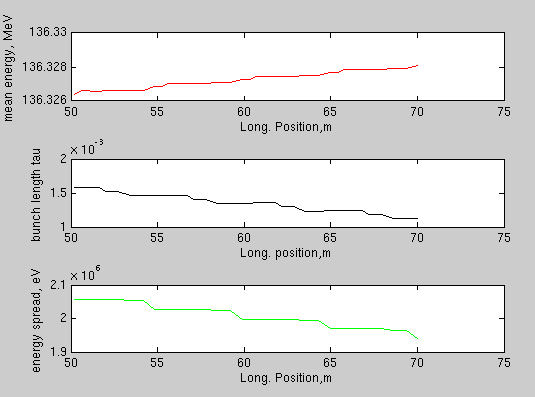 mean energy, MeV
136.33
136.328
136.326
50 55 60 65 70 75
Long. Position,m
bunch length tau
× 10⁻³
2
1.5
1
50 55 60 65 70 75
Long. position,m
energy spread, eV
× 10⁶
2.1
2
1.9
50 55 60 65 70 75
Long. Position,m